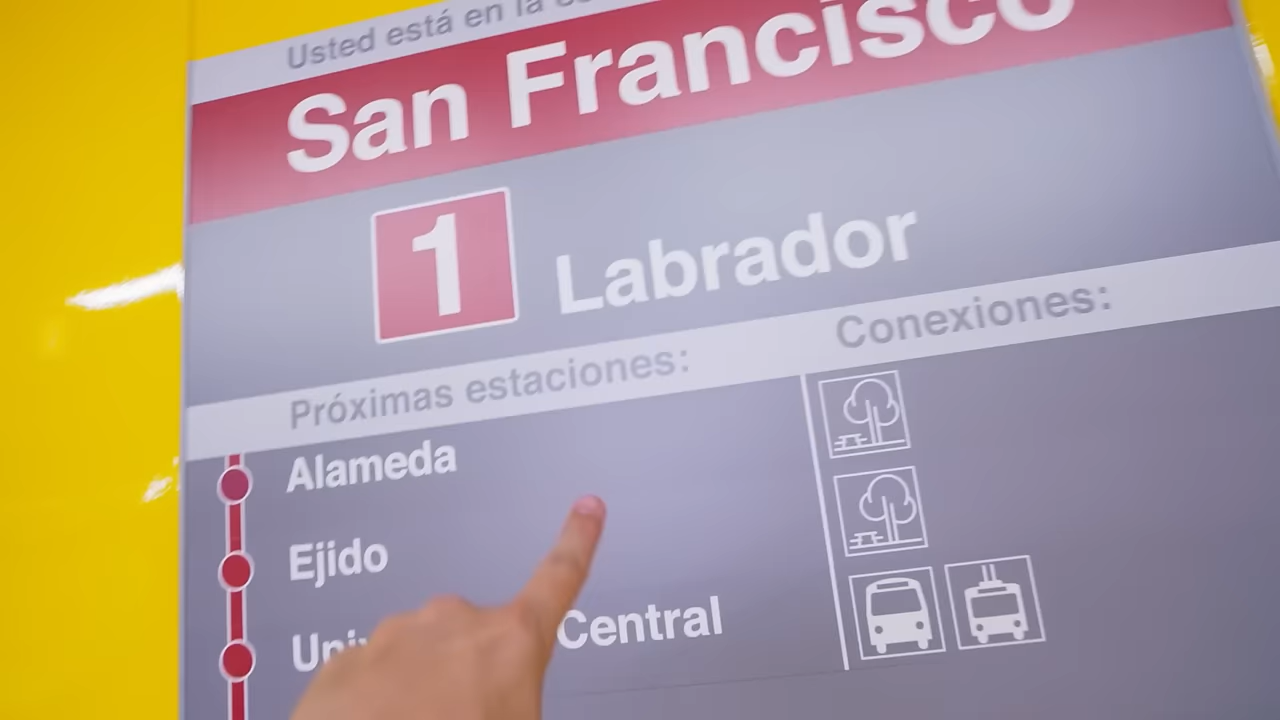 Usted está en la
San Francisco
1 Labrador
Próximas estaciones:
Conexiones:
Alameda
Ejido
Central